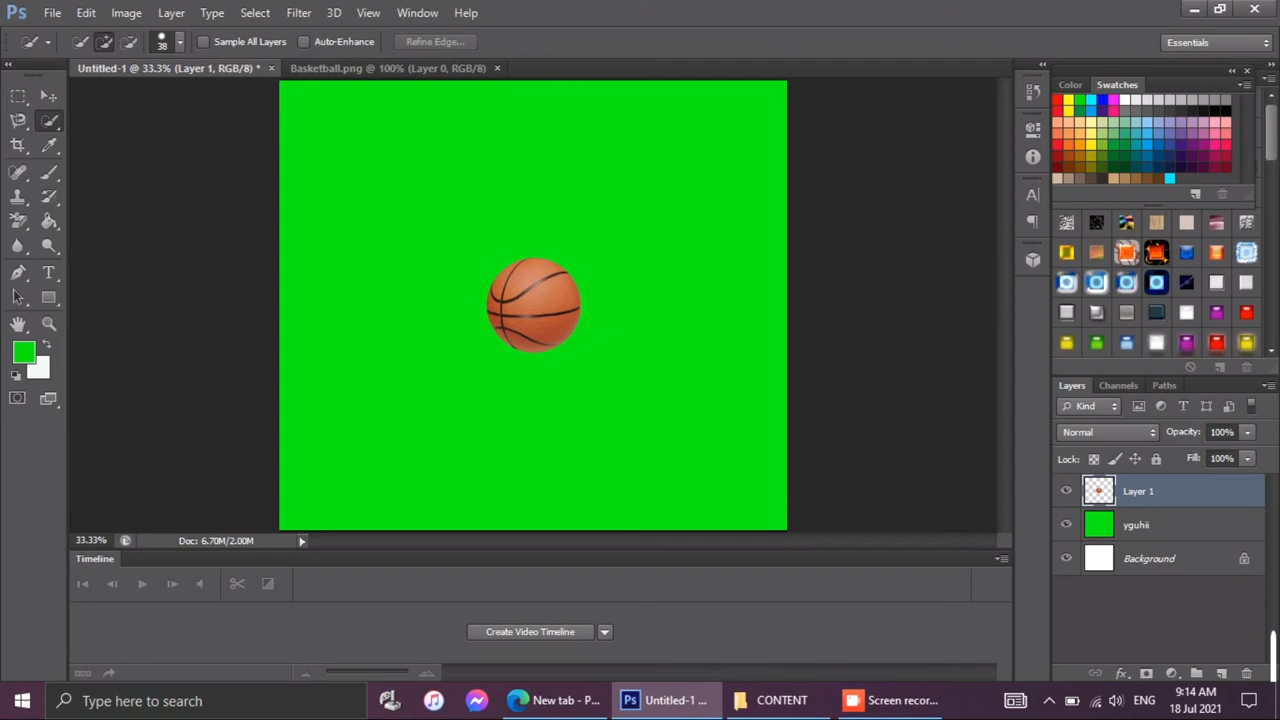 Ps File Edit Image Layer Type Select Filter 3D View Window Help
38 Sample All Layers Auto-Enhance Refine Edge... Essentials
Untitled-1 @ 33.3% (Layer 1, RGB/8) * × Basketball.png @ 100% (Layer 0, RGB/8) ×
Color Swatches
Layers Channels Paths
Kind
Normal Opacity: 100%
Lock: Fill: 100%
Layer 1
yguhii
Background
33.33% Doc: 6.70M/2.00M
Timeline
Create Video Timeline
Type here to search
New tab - P...
Ps Untitled-1 ...
CONTENT
Screen recor...
ENG
9:14 AM
18 Jul 2021